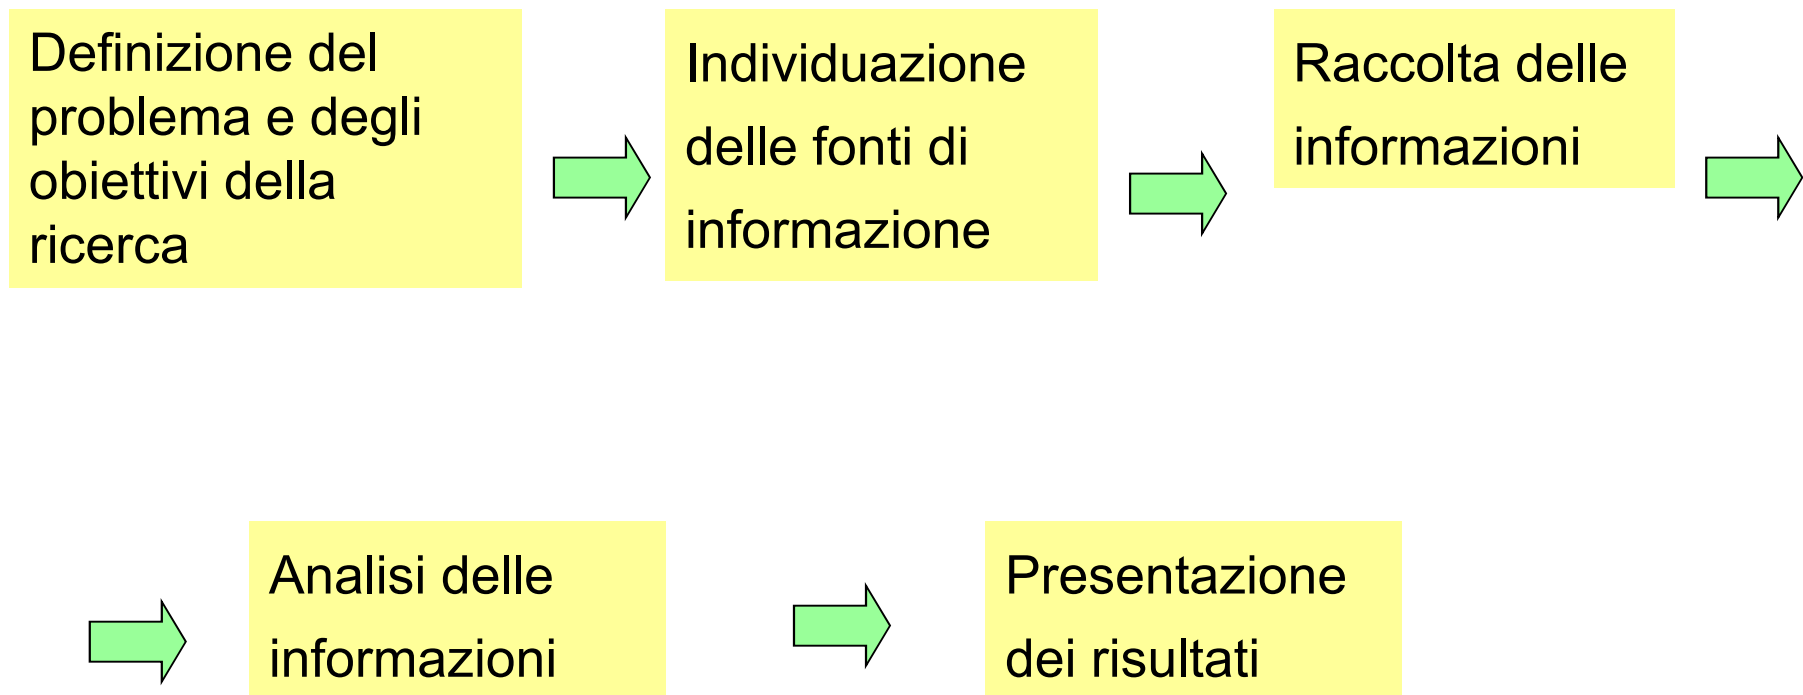 Definizione del
problema e degli
obiettivi della
ricerca
Individuazione
delle fonti di
informazione
Raccolta delle
informazioni
Analisi delle
informazioni
Presentazione
dei risultati